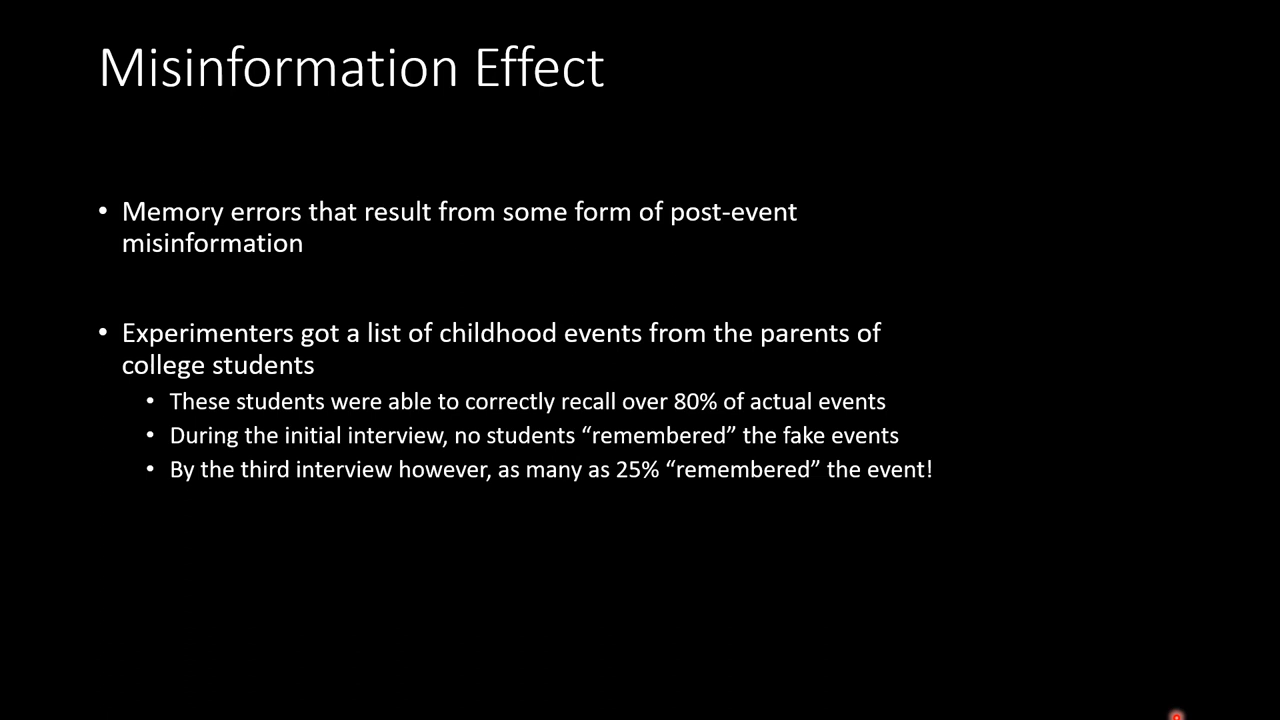 Misinformation Effect
• Memory errors that result from some form of post-event
misinformation
• Experimenters got a list of childhood events from the parents of
college students
• These students were able to correctly recall over 80% of actual events
• During the initial interview, no students “remembered” the fake events
• By the third interview however, as many as 25% “remembered” the event!